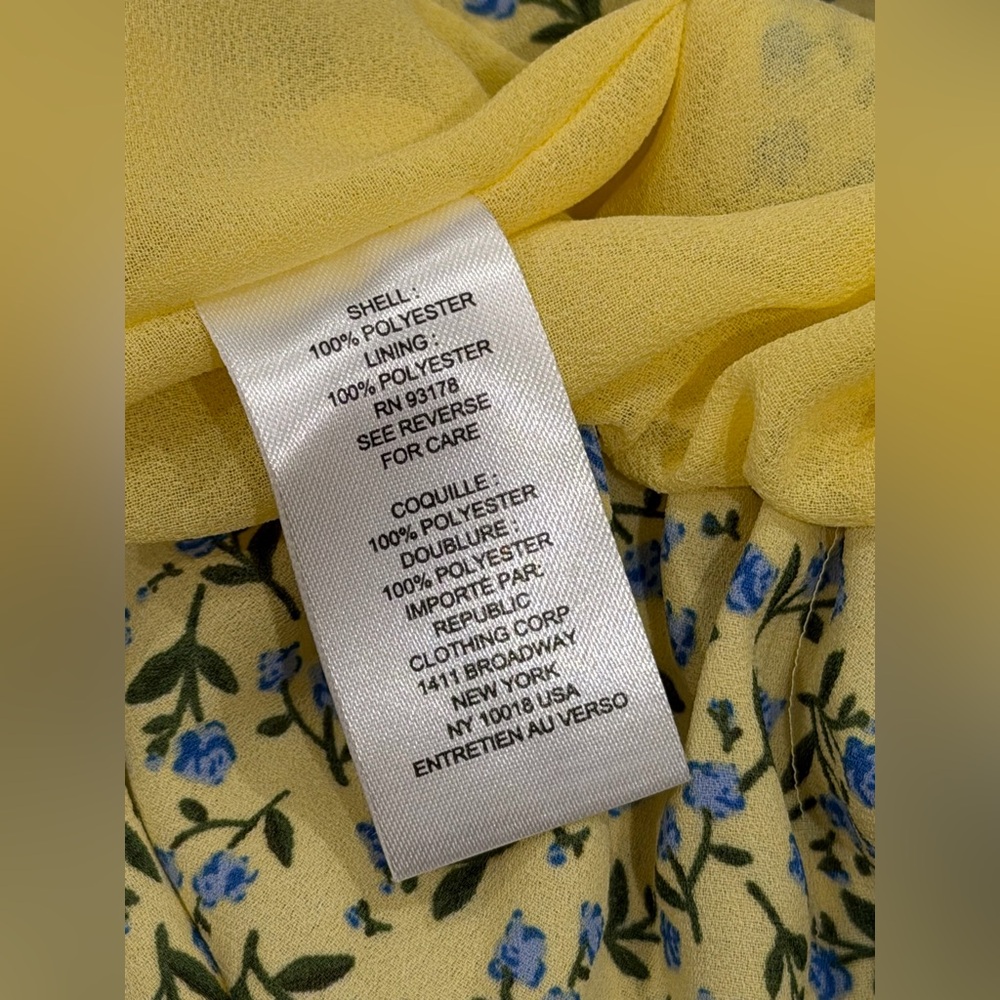 SHELL :
100% POLYESTER
LINING :
100% POLYESTER
RN 93178
SEE REVERSE
FOR CARE
COQUILLE :
100% POLYESTER
DOUBLURE :
100% POLYESTER
IMPORTE PAR:
REPUBLIC
CLOTHING CORP
1411 BROADWAY
NEW YORK
NY 10018 USA
ENTRETIEN AU VERSO